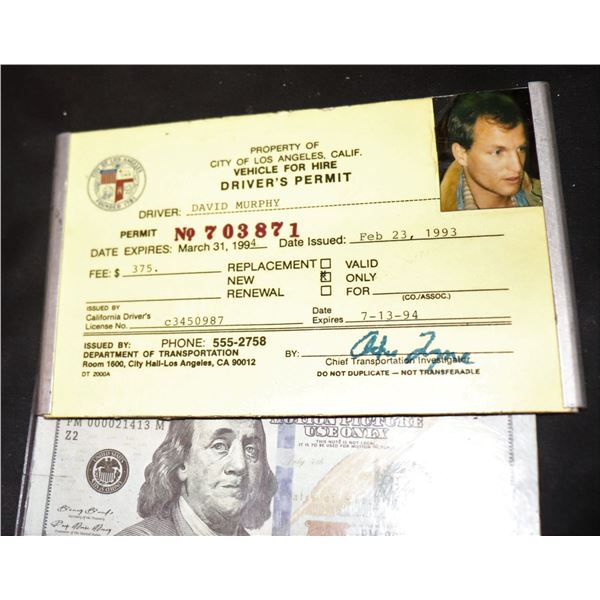 PROPERTY OF
CITY OF LOS ANGELES, CALIF.
VEHICLE FOR HIRE
DRIVER'S PERMIT
DRIVER: DAVID MURPHY
PERMIT Nº 703871
DATE EXPIRES: March 31, 1994 Date Issued: Feb 23, 1993
FEE: $ 375. REPLACEMENT VALID
NEW X ONLY
RENEWAL FOR
(CO./ASSOC.)
ISSUED BY
California Driver's
License No. c3450987
Date
Expires 7-13-94
ISSUED BY: PHONE: 555-2758
DEPARTMENT OF TRANSPORTATION
Room 1600, City Hall-Los Angeles, CA 90012
DT 2000A
BY:
Chief Transportation Investigator
DO NOT DUPLICATE — NOT TRANSFERABLE
PM 000021413 M
Z2
MOTION PICTURE
USE ONLY